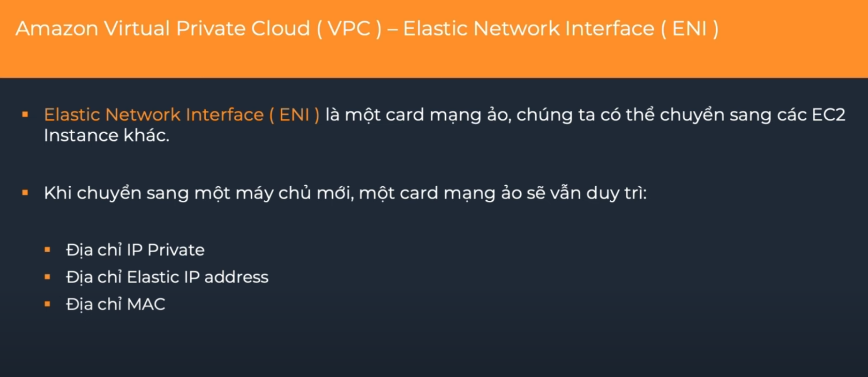 Amazon Virtual Private Cloud ( VPC ) – Elastic Network Interface ( ENI )
Elastic Network Interface ( ENI ) là một card mạng ảo, chúng ta có thể chuyển sang các EC2
Instance khác.
Khi chuyển sang một máy chủ mới, một card mạng ảo sẽ vẫn duy trì:
Địa chỉ IP Private
Địa chỉ Elastic IP address
Địa chỉ MAC